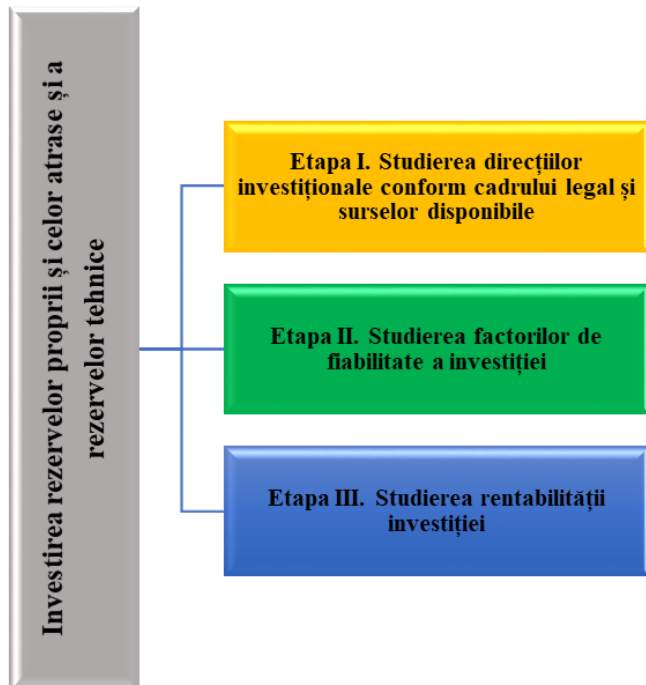 Investirea rezervelor proprii și celor atrase și a
rezervelor tehnice
Etapa I. Studierea direcțiilor
investiționale conform cadrului legal și
surselor disponibile
Etapa II. Studierea factorilor de
fiabilitate a investiției
Etapa III. Studierea rentabilității
investiției